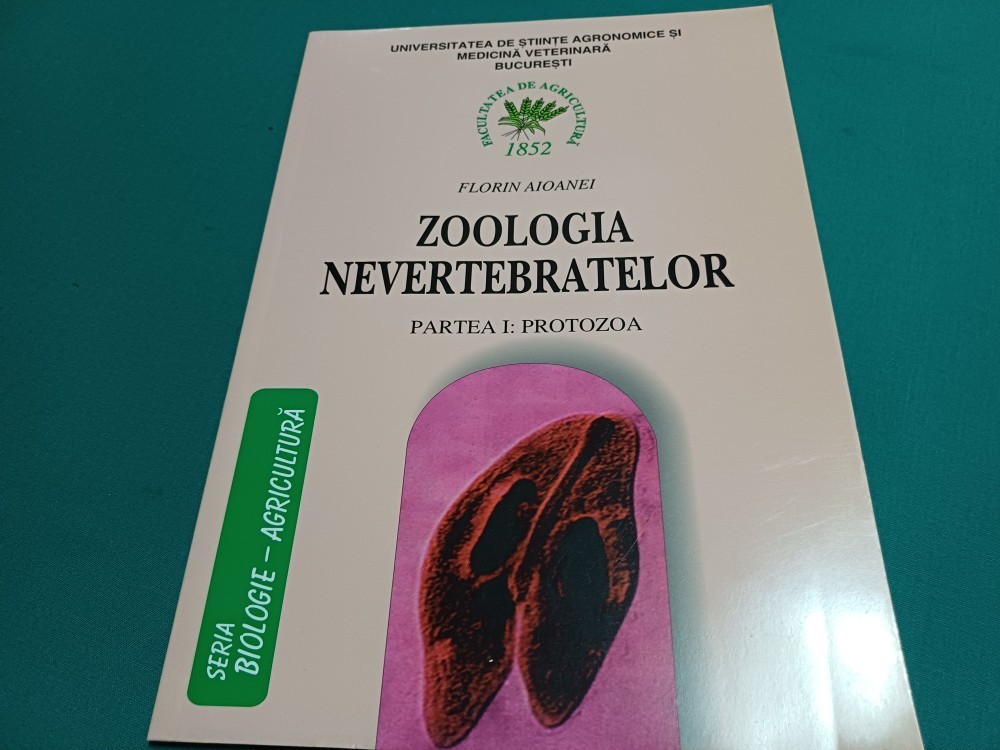 UNIVERSITATEA DE ȘTIINȚE AGRONOMICE ȘI
MEDICINĂ VETERINARĂ
BUCUREȘTI
FACULTATEA DE AGRICULTURĂ
1852
FLORIN AIOANEI
ZOOLOGIA
NEVERTEBRATELOR
PARTEA I: PROTOZOA
SERIA
BIOLOGIE – AGRICULTURĂ